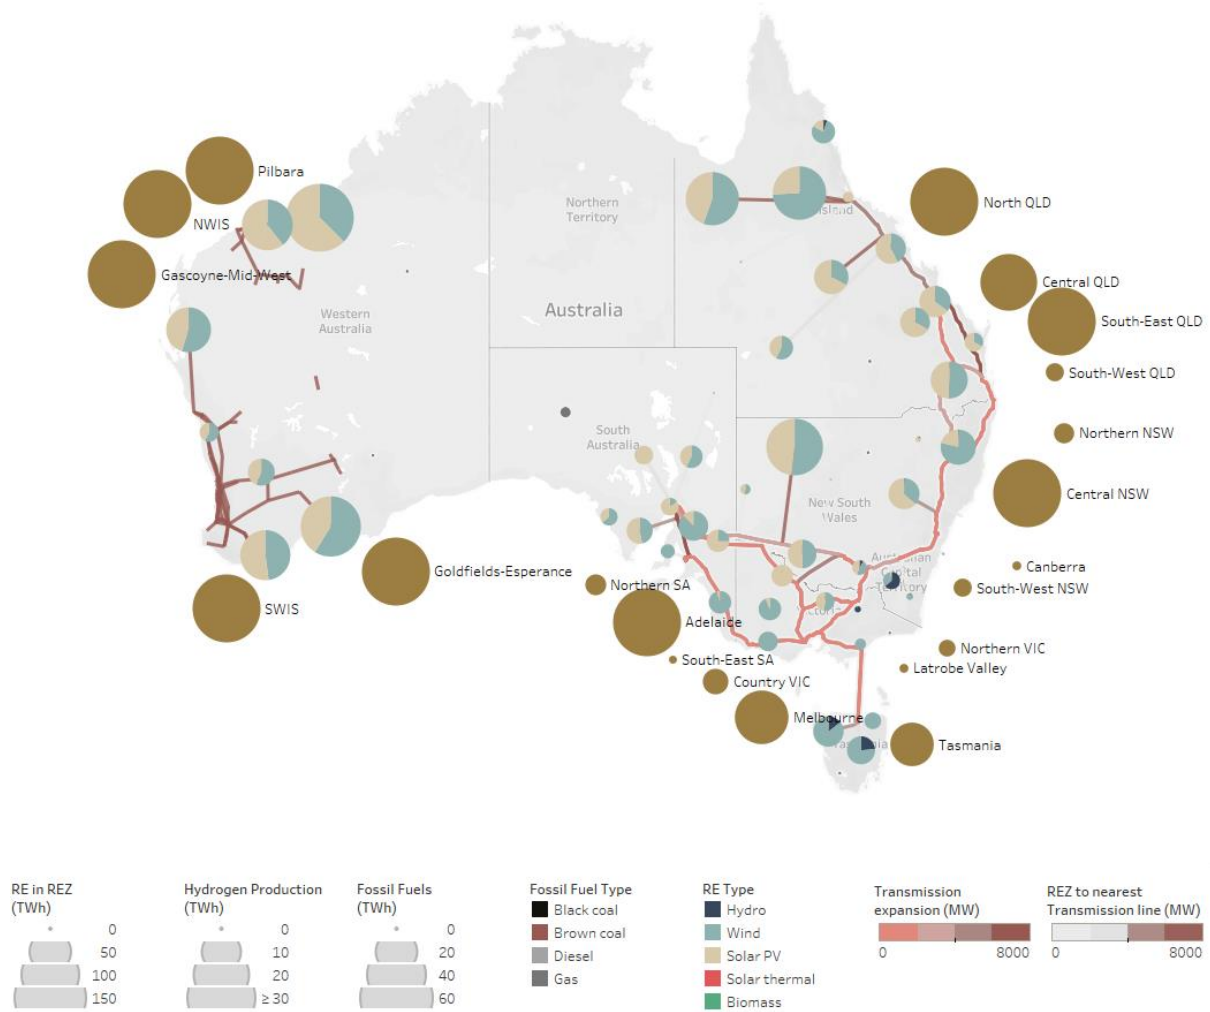 Pilbara
NWIS
Gascoyne-Mid-West
Northern
Territory
North QLD
Central QLD
South-East QLD
South-West QLD
Western
Australia
Australia
South
Australia
Northern NSW
Central NSW
New South
Wales
Canberra
South-West NSW
Goldfields-Esperance
SWIS
Northern SA
Adelaide
South-East SA
Country VIC
Melbourne
Northern VIC
Latrobe Valley
Tasmania
RE in REZ
(TWh)
0
50
100
150
Hydrogen Production
(TWh)
0
10
20
≥ 30
Fossil Fuels
(TWh)
0
20
40
60
Fossil Fuel Type
Black coal
Brown coal
Diesel
Gas
RE Type
Hydro
Wind
Solar PV
Solar thermal
Biomass
Transmission
expansion (MW)
0 8000
REZ to nearest
Transmission line (MW)
0 8000